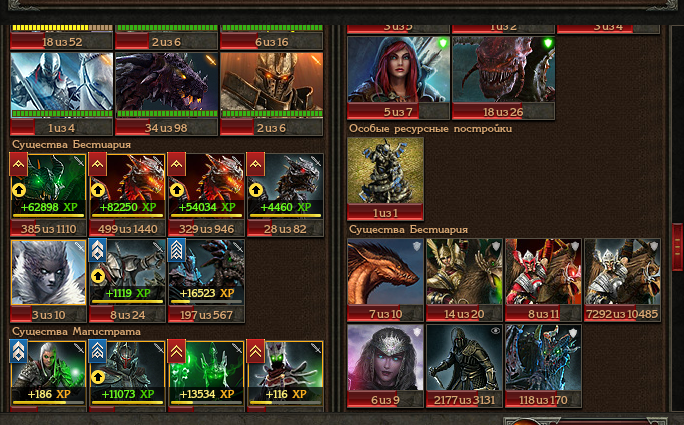 18 из 52
2 из 6
6 из 16
1 из 4
34 из 98
2 из 6
Существа Бестиария
+62898 XP
+82250 XP
+54034 XP
+4460 XP
385 из 1110
499 из 1440
329 из 946
28 из 82
+1119 XP
+16523 XP
3 из 10
8 из 24
197 из 567
Существа Магистрата
+186 XP
+11073 XP
+13534 XP
+116 XP
3 из 5
1 из 2
3 из 4
5 из 7
18 из 26
Особые ресурсные постройки
1 из 1
Существа Бестиария
7 из 10
14 из 20
8 из 11
7292 из 10485
6 из 9
2177 из 3131
118 из 170